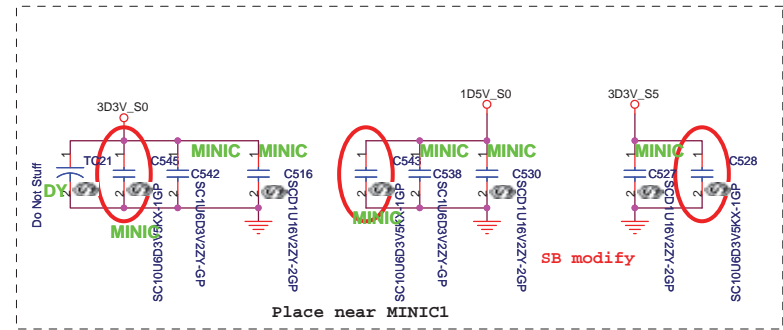 3D3V_S0
1D5V_S0
3D3V_S5
MINIC
MINIC
MINIC
MINIC
MINIC
1
1
1
1
1
1
1
1
1
TC21
C545
C542
C516
C543
C538
C530
C527
C528
Do Not Stuff
DY
2
2
2
2
2
2
2
2
2
MINIC
MINIC
SC10U6D3V5KX-1GP
SC1U6D3V2ZY-GP
SCD1U16V2ZY-2GP
SC10U6D3V5KX-1GP
SC1U6D3V2ZY-GP
SCD1U16V2ZY-2GP
SCD1U16V2ZY-2GP
SC10U6D3V5KX-1GP
SB modify
Place near MINIC1